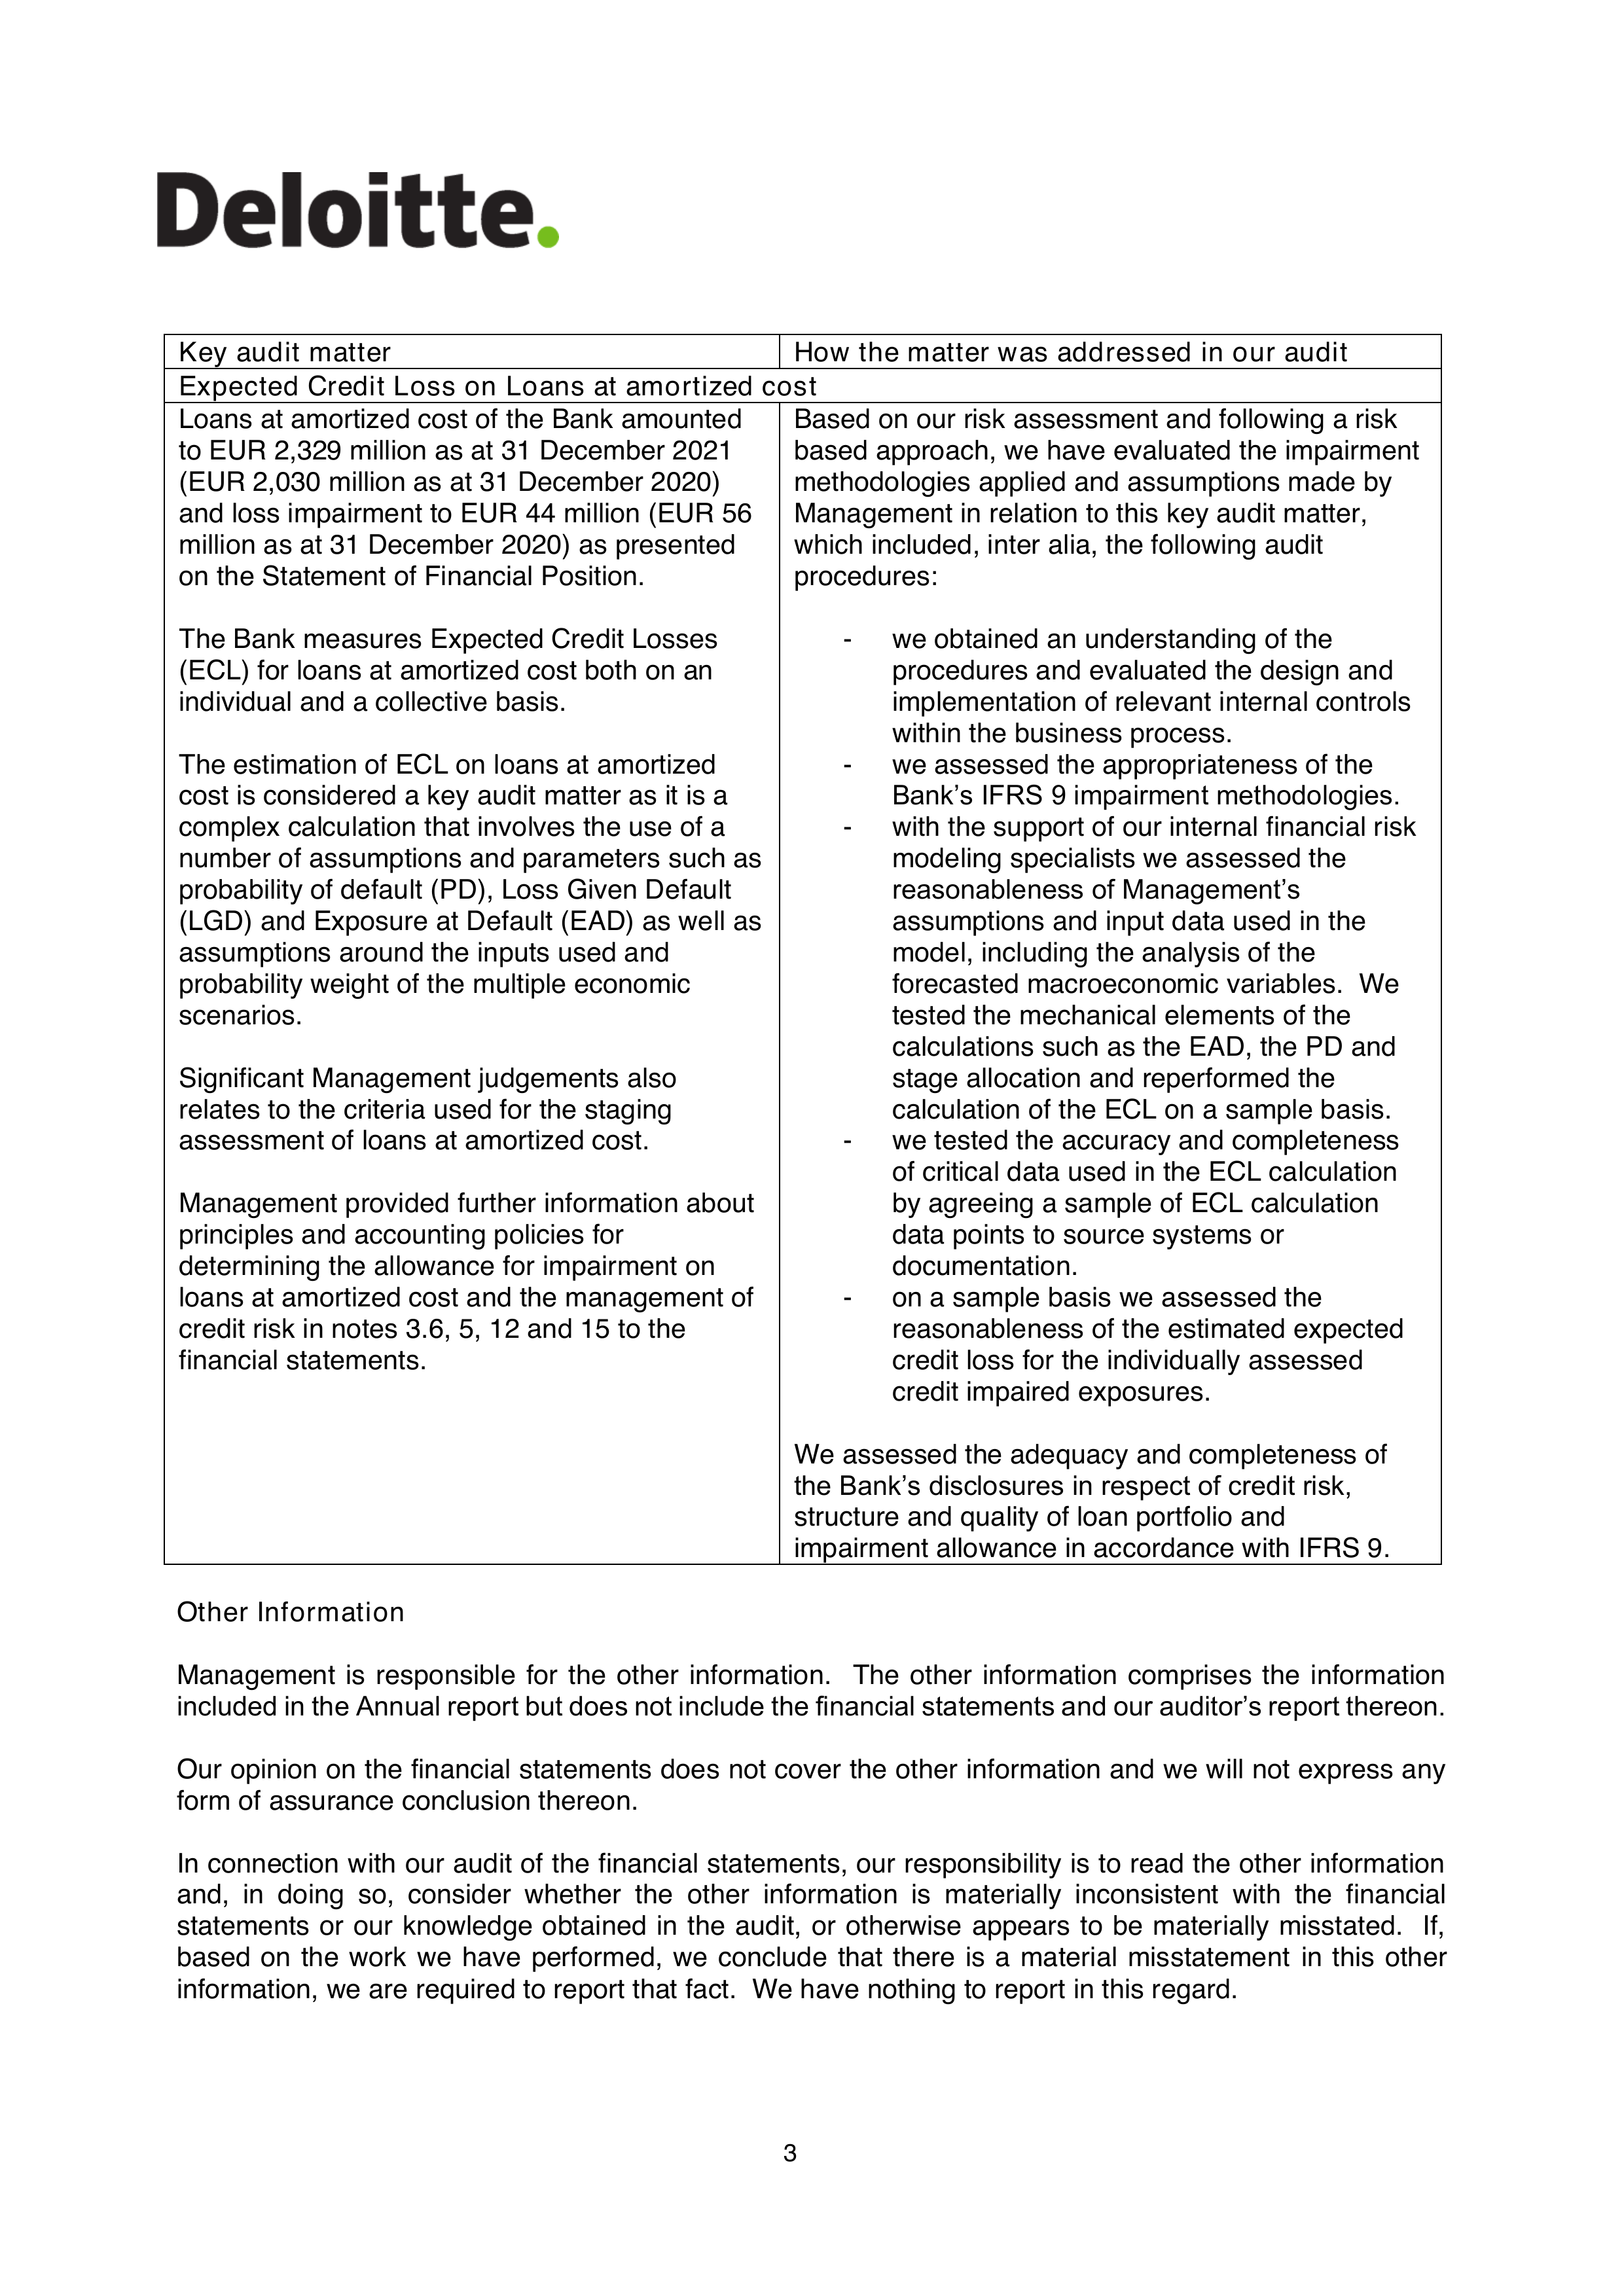 Deloitte.
Key audit matter
How the matter was addressed in our audit
Expected Credit Loss on Loans at amortized cost
Loans at amortized cost of the Bank amounted
to EUR 2,329 million as at 31 December 2021
(EUR 2,030 million as at 31 December 2020)
and loss impairment to EUR 44 million (EUR 56
million as at 31 December 2020) as presented
on the Statement of Financial Position.
The Bank measures Expected Credit Losses
(ECL) for loans at amortized cost both on an
individual and a collective basis.
The estimation of ECL on loans at amortized
cost is considered a key audit matter as it is a
complex calculation that involves the use of a
number of assumptions and parameters such as
probability of default (PD), Loss Given Default
(LGD) and Exposure at Default (EAD) as well as
assumptions around the inputs used and
probability weight of the multiple economic
scenarios.
Significant Management judgements also
relates to the criteria used for the staging
assessment of loans at amortized cost.
Management provided further information about
principles and accounting policies for
determining the allowance for impairment on
loans at amortized cost and the management of
credit risk in notes 3.6, 5, 12 and 15 to the
financial statements.
Based on our risk assessment and following a risk
based approach, we have evaluated the impairment
methodologies applied and assumptions made by
Management in relation to this key audit matter,
which included, inter alia, the following audit
procedures:
- we obtained an understanding of the
procedures and evaluated the design and
implementation of relevant internal controls
within the business process.
- we assessed the appropriateness of the
Bank's IFRS 9 impairment methodologies.
- with the support of our internal financial risk
modeling specialists we assessed the
reasonableness of Management's
assumptions and input data used in the
model, including the analysis of the
forecasted macroeconomic variables.  We
tested the mechanical elements of the
calculations such as the EAD, the PD and
stage allocation and reperformed the
calculation of the ECL on a sample basis.
- we tested the accuracy and completeness
of critical data used in the ECL calculation
by agreeing a sample of ECL calculation
data points to source systems or
documentation.
- on a sample basis we assessed the
reasonableness of the estimated expected
credit loss for the individually assessed
credit impaired exposures.
We assessed the adequacy and completeness of
the Bank's disclosures in respect of credit risk,
structure and quality of loan portfolio and
impairment allowance in accordance with IFRS 9.
Other Information
Management is responsible for the other information.  The other information comprises the information
included in the Annual report but does not include the financial statements and our auditor's report thereon.
Our opinion on the financial statements does not cover the other information and we will not express any
form of assurance conclusion thereon.
In connection with our audit of the financial statements, our responsibility is to read the other information
and, in doing so, consider whether the other information is materially inconsistent with the financial
statements or our knowledge obtained in the audit, or otherwise appears to be materially misstated.  If,
based on the work we have performed, we conclude that there is a material misstatement in this other
information, we are required to report that fact.  We have nothing to report in this regard.
3